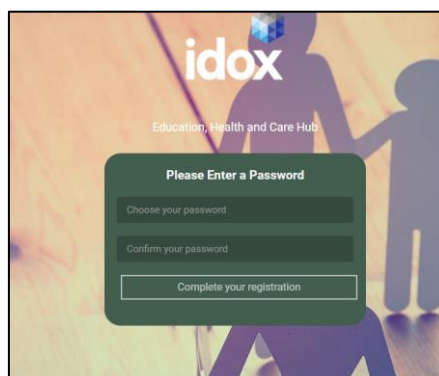 idox
Education, Health and Care Hub
Please Enter a Password
Choose your password
Confirm your password
Complete your registration